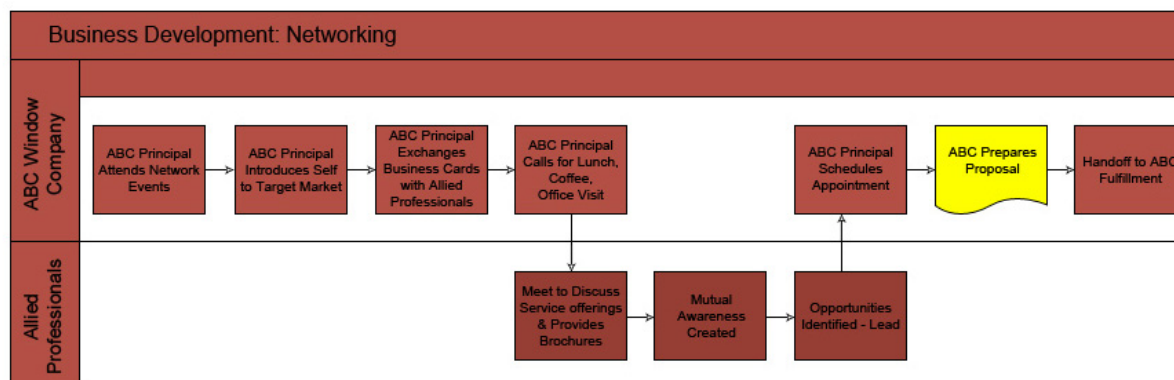 Business Development: Networking
ABC Window
Company
ABC Principal
Attends Network
Events
ABC Principal
Introduces Self
to Target Market
ABC Principal
Exchanges
Business Cards
with Allied
Professionals
ABC Principal
Calls for Lunch,
Coffee,
Office Visit
ABC Principal
Schedules
Appointment
ABC Prepares
Proposal
Handoff to ABC
Fulfillment
Allied
Professionals
Meet to Discuss
Service offerings
& Provides
Brochures
Mutual
Awareness
Created
Opportunities
Identified - Lead